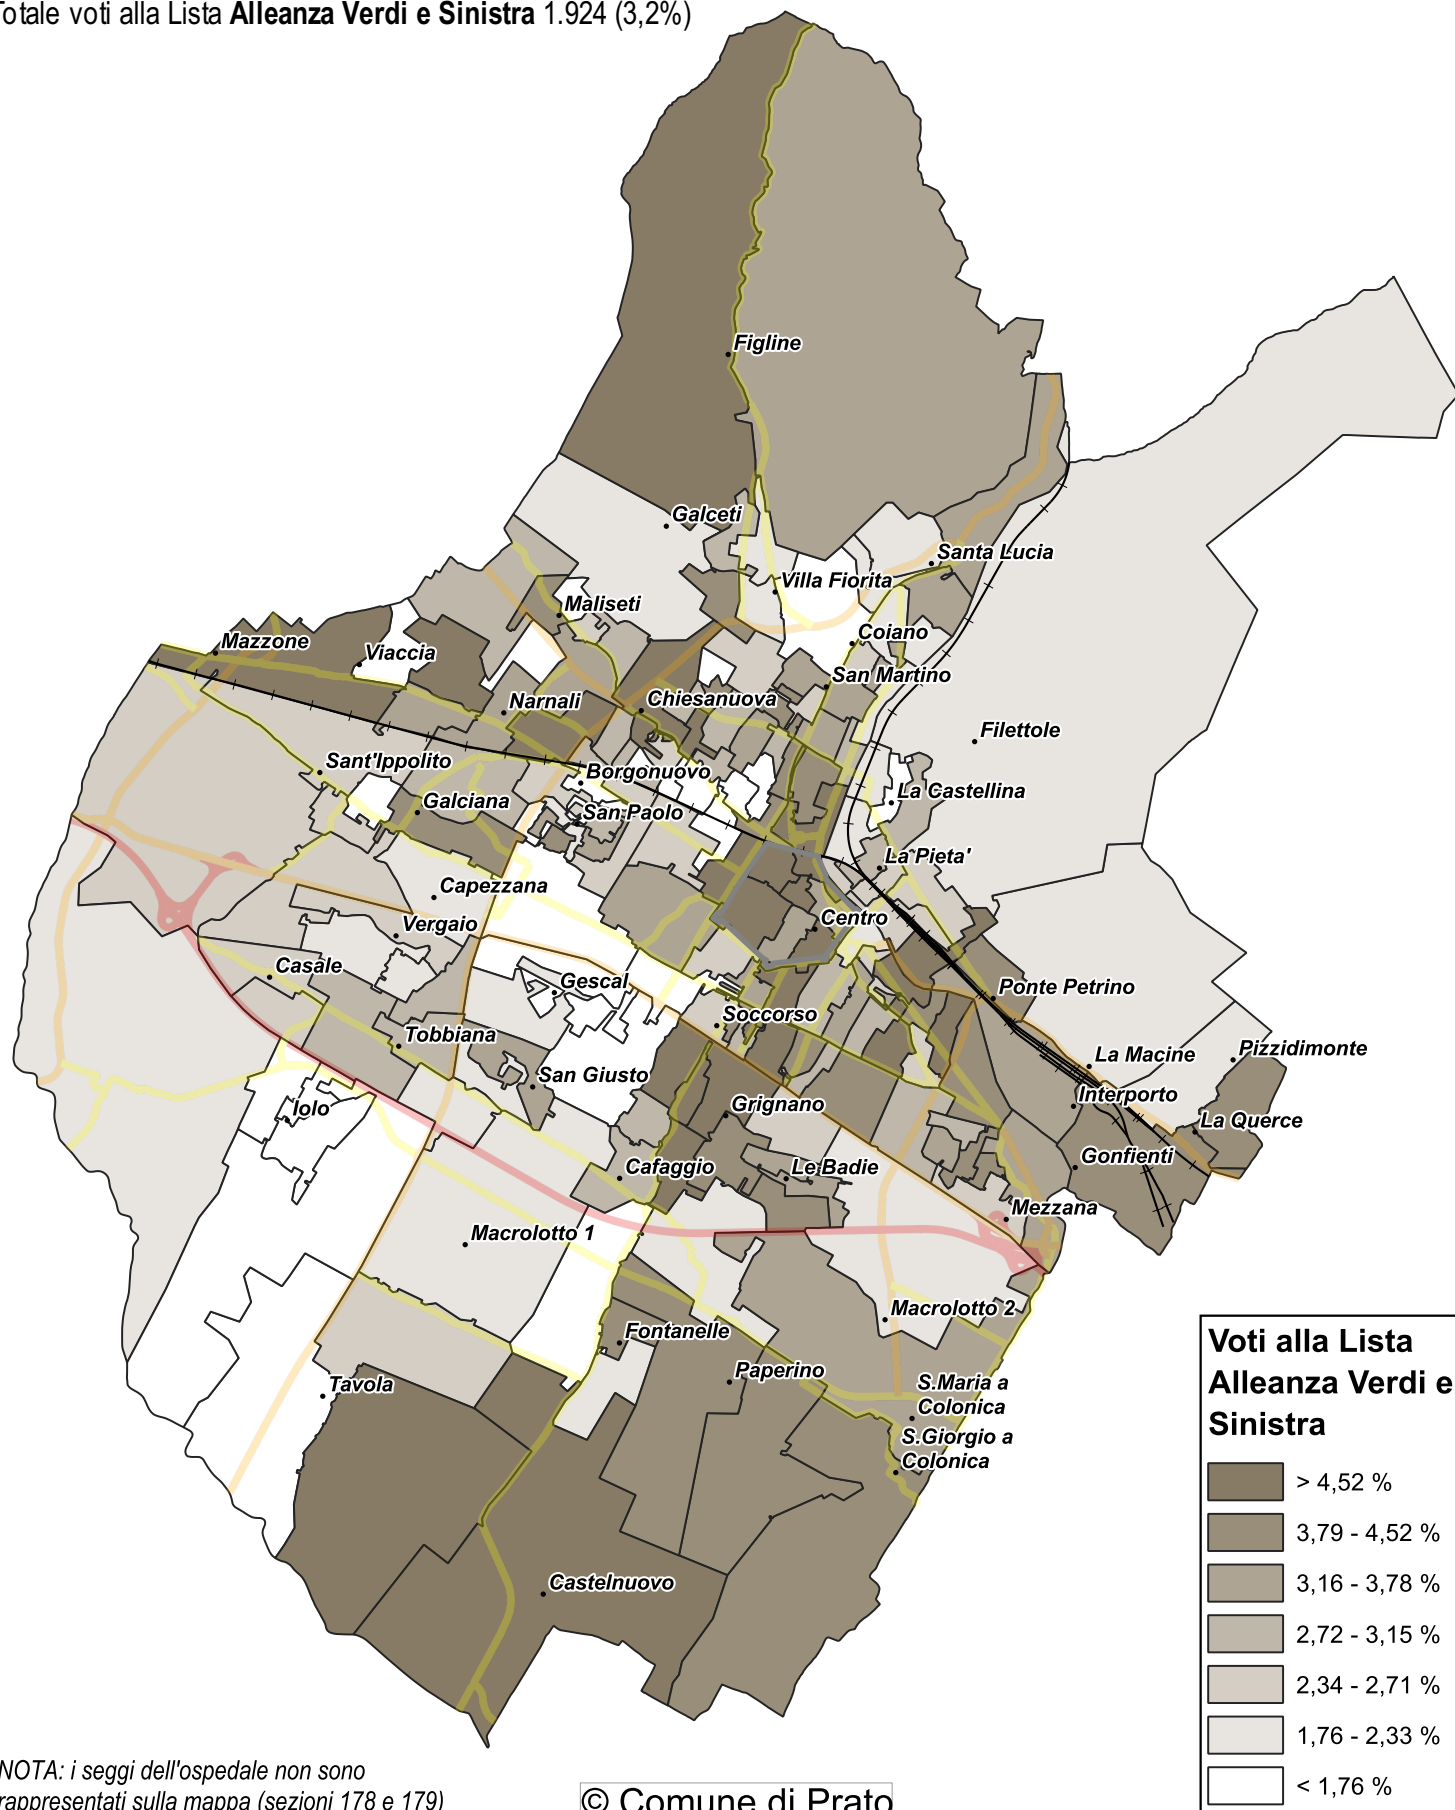 Totale voti alla Lista Alleanza Verdi e Sinistra 1.924 (3,2%)
Figline
Galceti
Santa Lucia
Villa Fiorita
Maliseti
Coiano
Mazzone
Viaccia
San Martino
Narnali
Chiesanuova
Filettole
Sant'Ippolito
Borgonuovo
La Castellina
Galciana
San Paolo
La Pieta'
Capezzana
Centro
Vergaio
Casale
Gescal
Ponte Petrino
Soccorso
Tobbiana
La Macine
Pizzidimonte
San Giusto
Interporto
Iolo
Grignano
La Querce
Gonfienti
Cafaggio
Le Badie
Mezzana
Macrolotto 1
Macrolotto 2
Fontanelle
Paperino
Tavola
S.Maria a
Colonica
S.Giorgio a
Colonica
Castelnuovo
Voti alla Lista
Alleanza Verdi e
Sinistra
> 4,52 %
3,79 - 4,52 %
3,16 - 3,78 %
2,72 - 3,15 %
2,34 - 2,71 %
1,76 - 2,33 %
< 1,76 %
NOTA: i seggi dell'ospedale non sono
rappresentati sulla mappa (sezioni 178 e 179)
© Comune di Prato